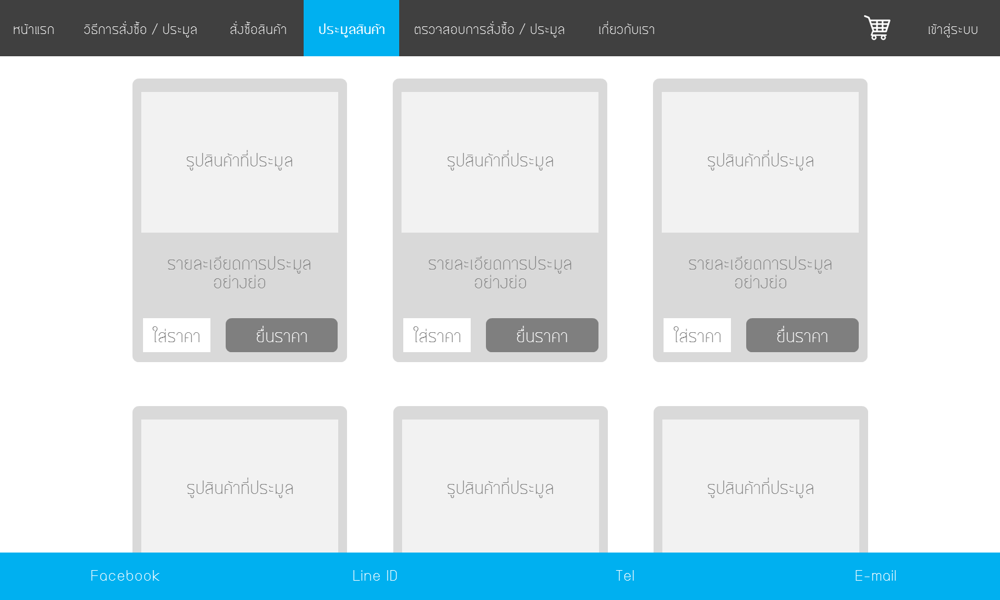 หน้าแรก วิธีการสั่งซื้อ / ประมูล สั่งซื้อสินค้า ประมูลสินค้า ตรวจสอบการสั่งซื้อ / ประมูล เกี่ยวกับเรา เข้าสู่ระบบ
รูปสินค้าที่ประมูล รูปสินค้าที่ประมูล รูปสินค้าที่ประมูล
รายละเอียดการประมูล รายละเอียดการประมูล รายละเอียดการประมูล
อย่างย่อ อย่างย่อ อย่างย่อ
ใส่ราคา ยื่นราคา ใส่ราคา ยื่นราคา ใส่ราคา ยื่นราคา
รูปสินค้าที่ประมูล รูปสินค้าที่ประมูล รูปสินค้าที่ประมูล
Facebook Line ID Tel E-mail